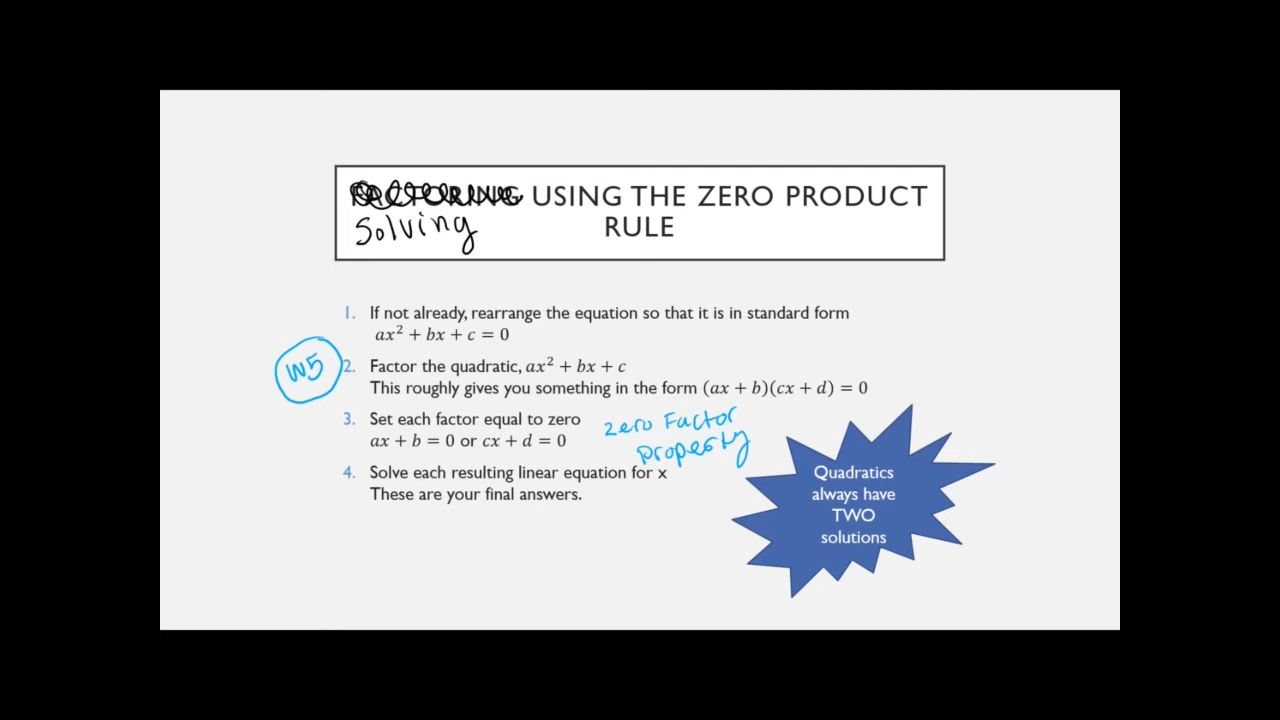 FACTORING USING THE ZERO PRODUCT
Solving RULE
1. If not already, rearrange the equation so that it is in standard form
ax² + bx + c = 0
W5
2. Factor the quadratic, ax² + bx + c
This roughly gives you something in the form (ax + b)(cx + d) = 0
3. Set each factor equal to zero
ax + b = 0 or cx + d = 0
zero Factor
property
4. Solve each resulting linear equation for x
These are your final answers.
Quadratics
always have
TWO
solutions